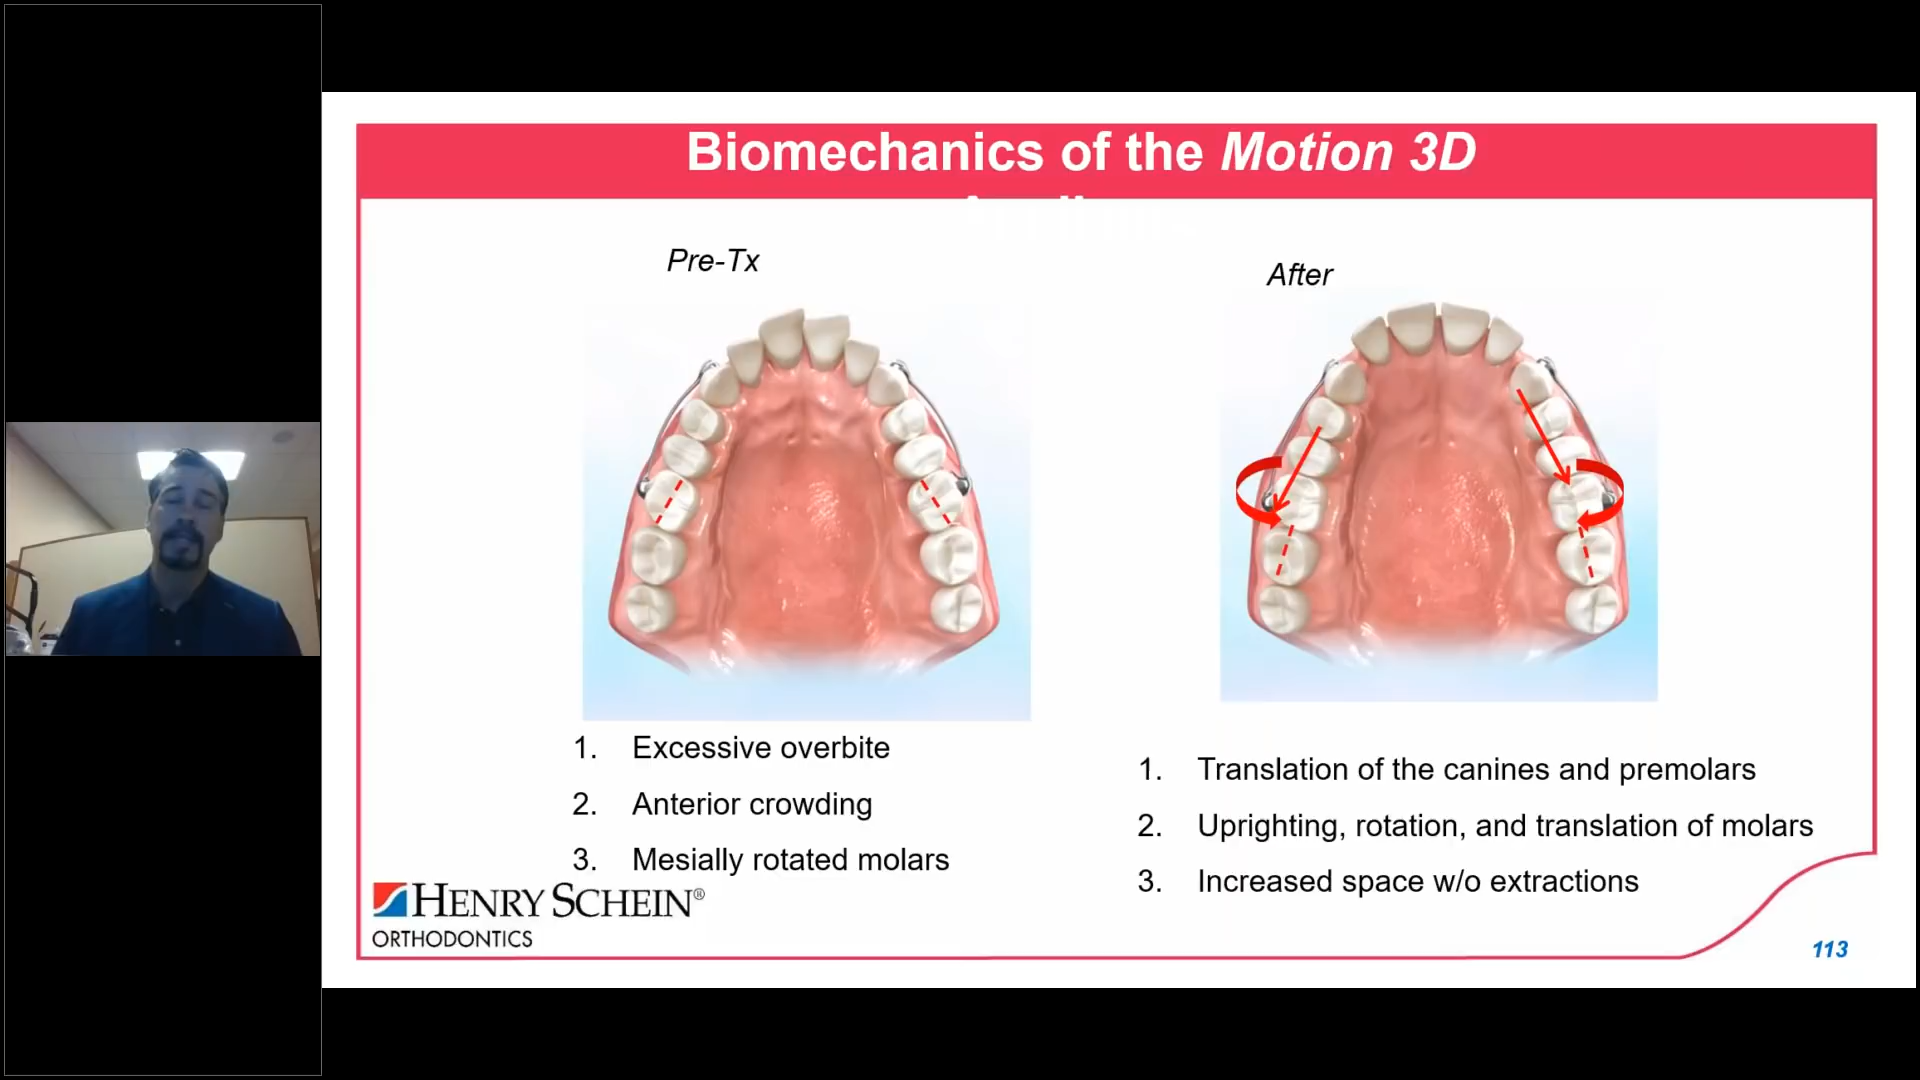 Biomechanics of the Motion 3D
Pre-Tx
After
1. Excessive overbite
2. Anterior crowding
3. Mesially rotated molars
1. Translation of the canines and premolars
2. Uprighting, rotation, and translation of molars
3. Increased space w/o extractions
HENRY SCHEIN®
ORTHODONTICS
113